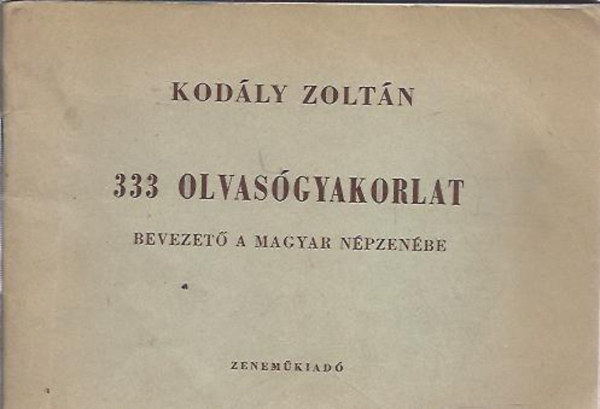 KODÁLY ZOLTÁN
333 OLVASÓGYAKORLAT
BEVEZETŐ A MAGYAR NÉPZENÉBE
ZENEMŰKIADÓ